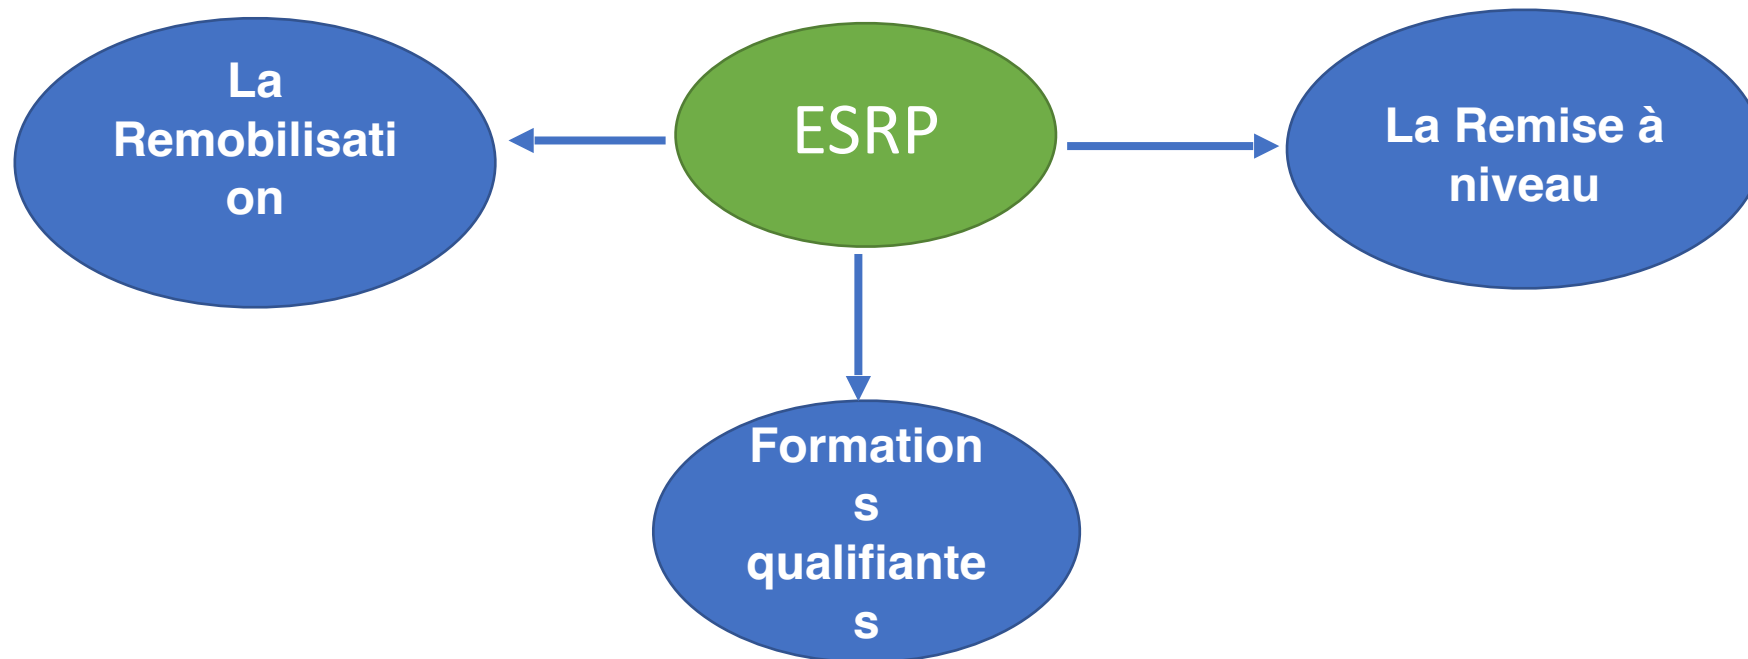 La
Remobilisati
on
ESRP
La Remise à
niveau
Formation
s
qualifiante
s